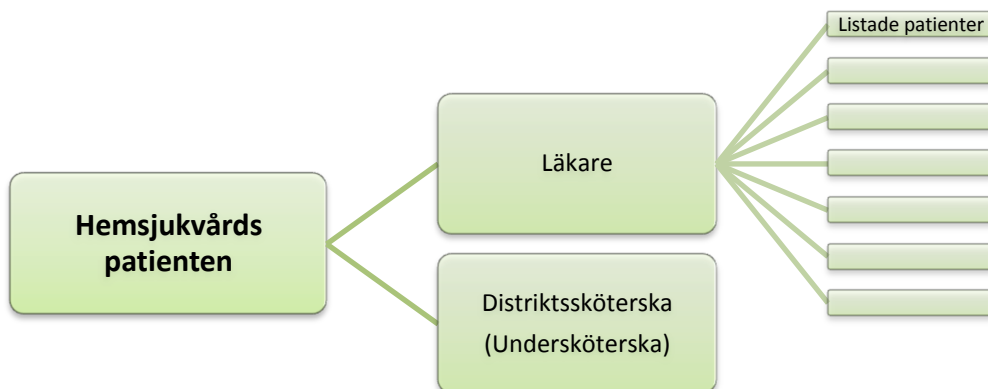 Hemsjukvårds
patienten
Läkare
Distriktssköterska
(Undersköterska)
Listade patienter